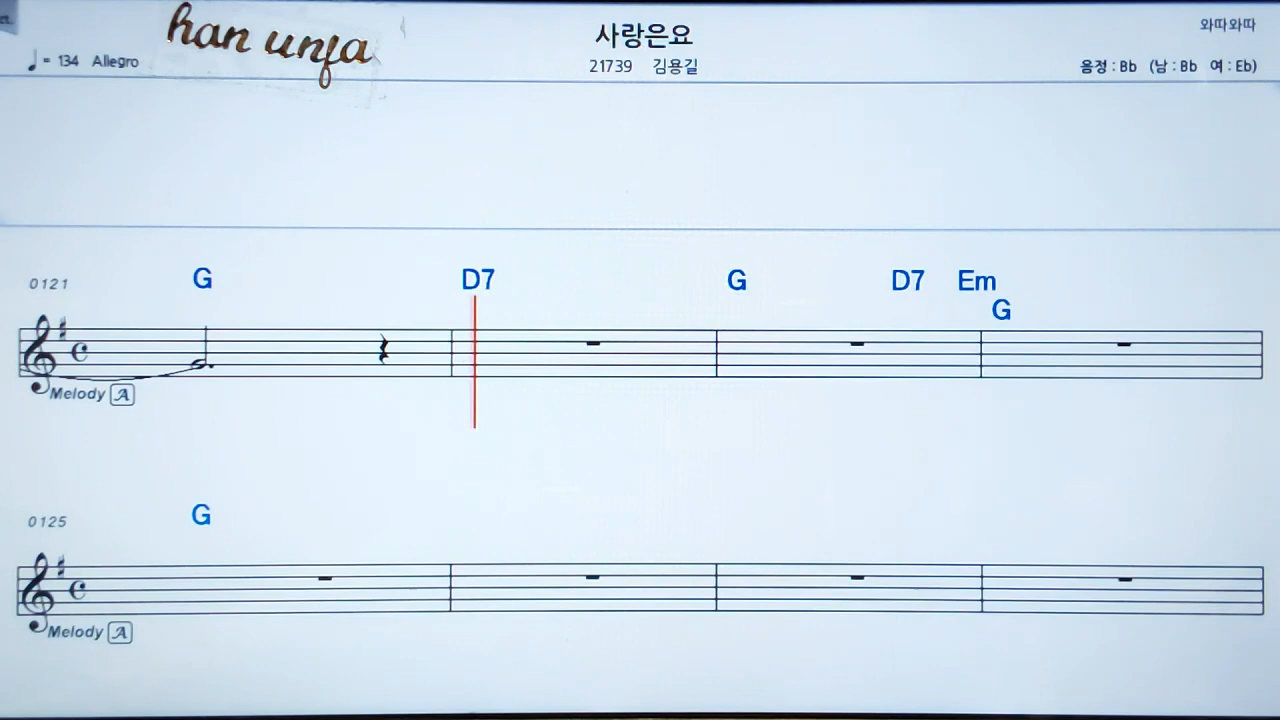 han unfa
사랑은요
와따와따
♩= 134 Allegro
21739 김용길
음정 : Bb (남 : Bb 여 : Eb)
0121 G D7 G D7 Em
G
Melody A
0125 G
Melody A